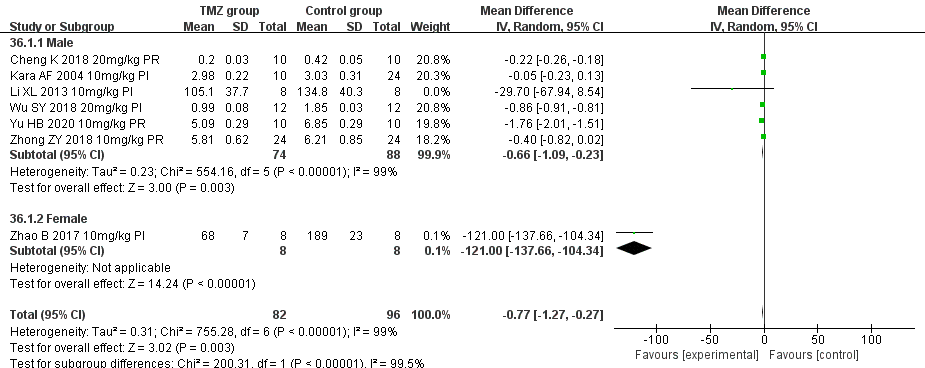 TMZ group Control group Mean Difference Mean Difference
Study or Subgroup Mean SD Total Mean SD Total Weight IV, Random, 95% CI IV, Random, 95% CI
36.1.1 Male
Cheng K 2018 20mg/kg PR 0.2 0.03 10 0.42 0.05 10 20.8% -0.22 [-0.26, -0.18]
Kara AF 2004 10mg/kg PI 2.98 0.22 10 3.03 0.31 24 20.4% -0.05 [-0.23, 0.13]
Li XL 2013 10mg/kg PI 105.1 37.7 8 134.8 40.3 8 0.0% -29.70 [-67.94, 8.54]
Wu SY 2018 20mg/kg PI 0.99 0.08 12 1.85 0.03 12 20.8% -0.86 [-0.91, -0.81]
Yu HB 2020 10mg/kg PR 5.09 0.29 10 6.85 0.29 10 19.8% -1.76 [-2.01, -1.51]
Zhong ZY 2018 10mg/kg PR 5.81 0.62 24 6.21 0.85 24 18.2% -0.40 [-0.82, 0.02]
Subtotal (95% CI) 74 88 99.9% -0.66 [-1.09, -0.23]
Heterogeneity: Tau² = 0.23; Chi² = 554.16, df = 5 (P < 0.00001); I² = 99%
Test for overall effect: Z = 3.00 (P = 0.003)
36.1.2 Female
Zhao B 2017 10mg/kg PI 68 7 8 189 23 8 0.1% -121.00 [-137.66, -104.34]
Subtotal (95% CI) 8 8 0.1% -121.00 [-137.66, -104.34]
Heterogeneity: Not applicable
Test for overall effect: Z = 14.24 (P < 0.00001)
Total (95% CI) 82 96 100.0% -0.77 [-1.27, -0.27]
Heterogeneity: Tau² = 0.31; Chi² = 755.28, df = 6 (P < 0.00001); I² = 99%
-100 -50 0 50 100
Test for overall effect: Z = 3.02 (P = 0.003)
Favours [experimental] Favours [control]
Test for subgroup differences: Chi² = 200.31, df = 1 (P < 0.00001), I² = 99.5%